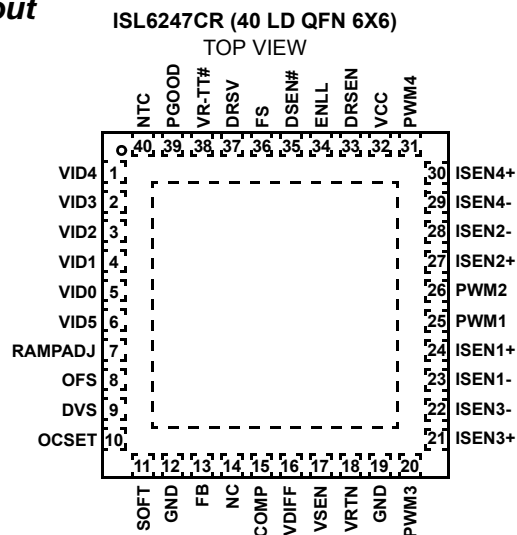 out
ISL6247CR (40 LD QFN 6X6)
TOP VIEW
NTC
PGOOD
VR-TT#
DRSV
FS
DSEN#
ENLL
DRSEN
VCC
PWM4
40 39 38 37 36 35 34 33 32 31
VID4 1 30 ISEN4+
VID3 2 29 ISEN4-
VID2 3 28 ISEN2-
VID1 4 27 ISEN2+
VID0 5 26 PWM2
VID5 6 25 PWM1
RAMPADJ 7 24 ISEN1+
OFS 8 23 ISEN1-
DVS 9 22 ISEN3-
OCSET 10 21 ISEN3+
11 12 13 14 15 16 17 18 19 20
SOFT
GND
FB
NC
COMP
VDIFF
VSEN
VRTN
GND
PWM3